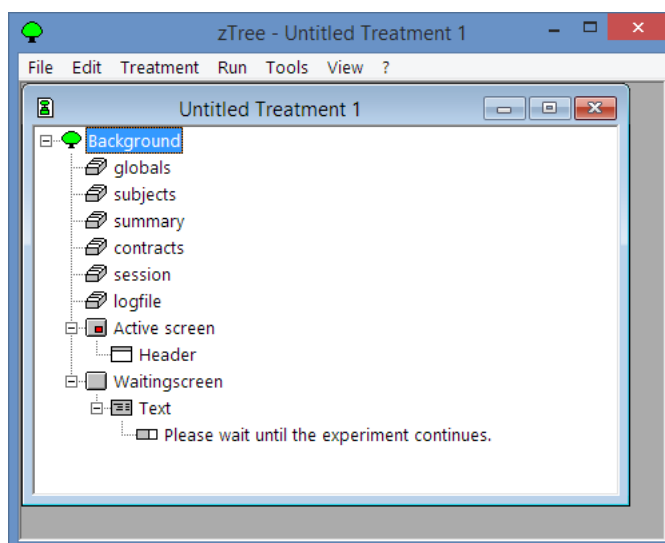 zTree - Untitled Treatment 1
File Edit Treatment Run Tools View ?
Untitled Treatment 1
Background
globals
subjects
summary
contracts
session
logfile
Active screen
Header
Waitingscreen
Text
Please wait until the experiment continues.